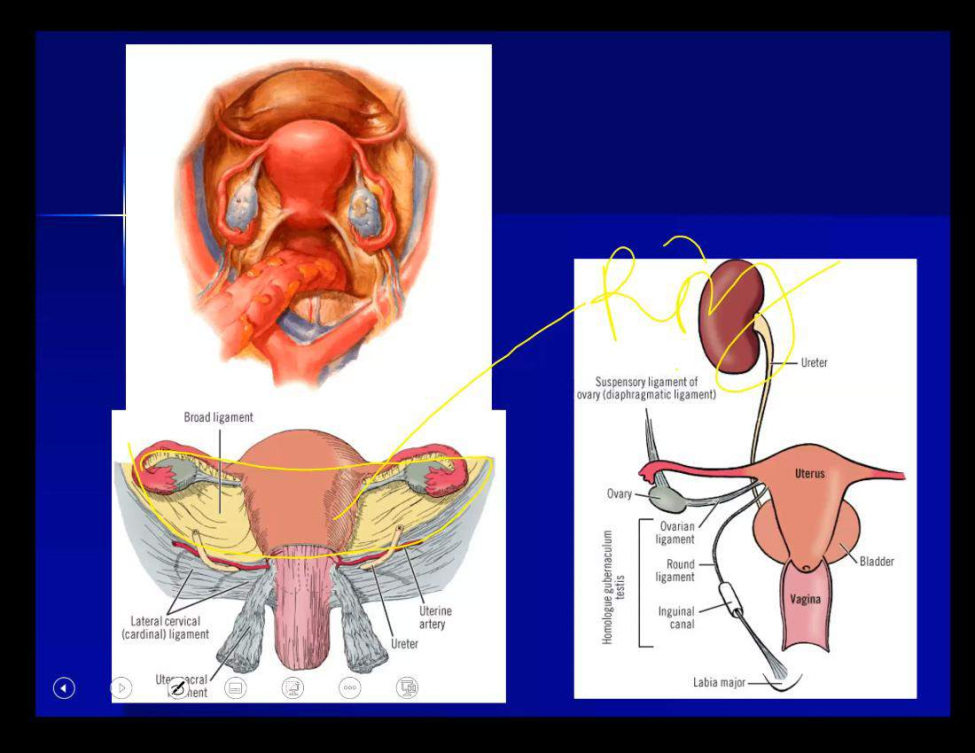 Broad ligament
Lateral cervical
(cardinal) ligament
Uterine
artery
Ureter
Suspensory ligament of
ovary (diaphragmatic ligament)
Ureter
Uterus
Ovary
Ovarian
ligament
Bladder
Round
ligament
Homologue gubernaculum
testis
Inguinal
canal
Vagina
Labia major